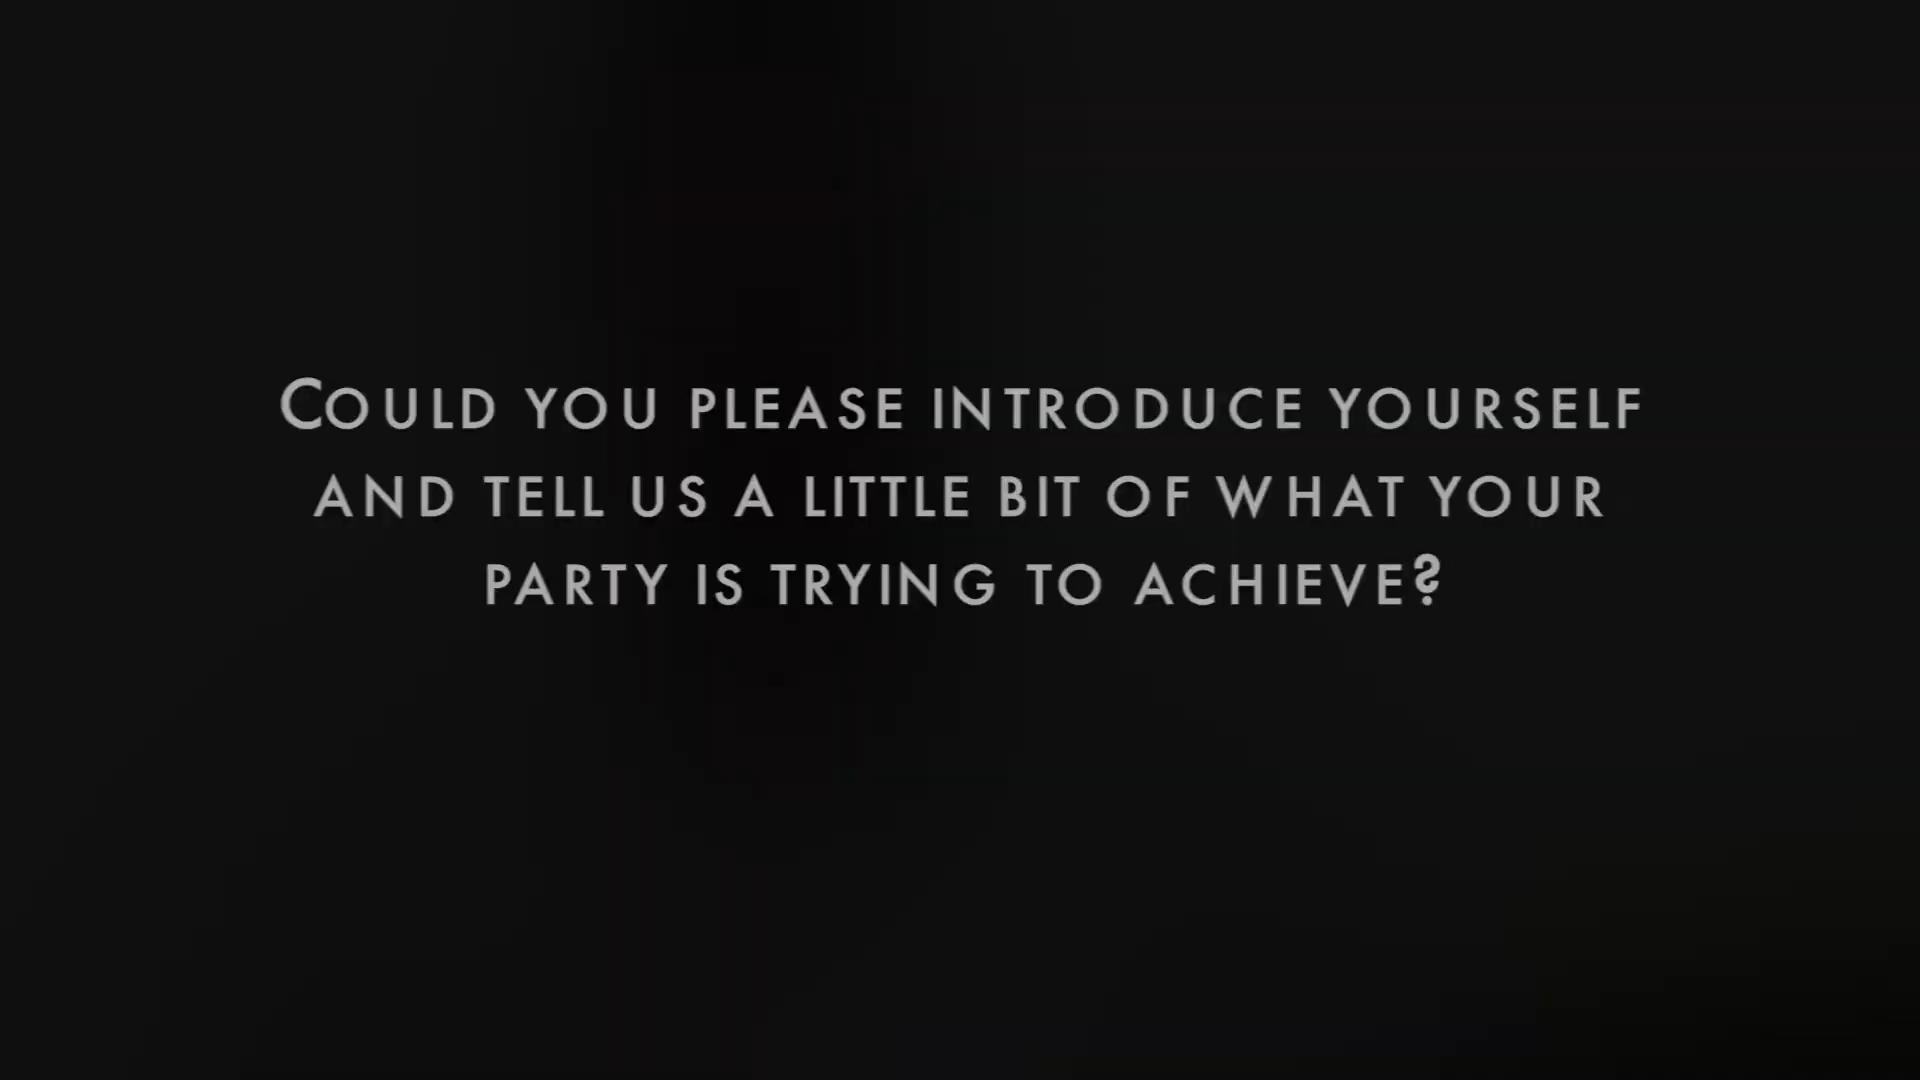 Could you please introduce yourself
and tell us a little bit of what your
party is trying to achieve?